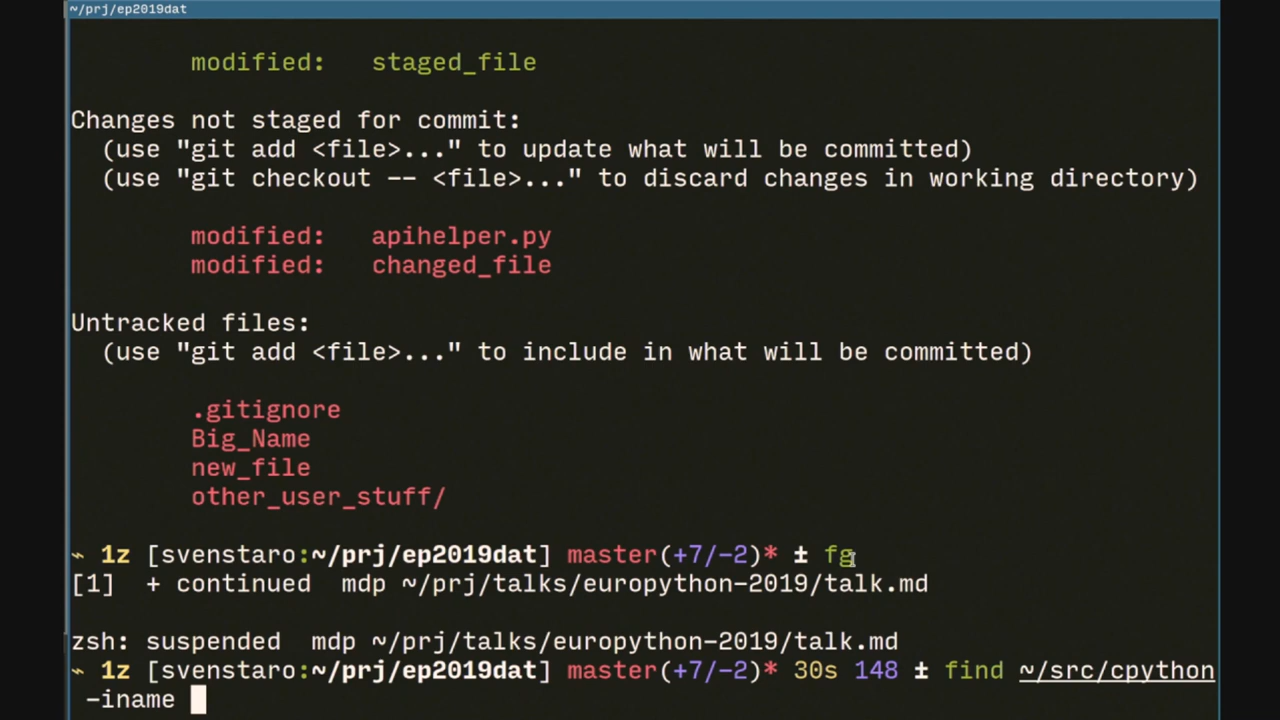 ~/prj/ep2019dat
modified:   staged_file
Changes not staged for commit:
(use "git add <file>..." to update what will be committed)
(use "git checkout -- <file>..." to discard changes in working directory)
modified:   apihelper.py
modified:   changed_file
Untracked files:
(use "git add <file>..." to include in what will be committed)
.gitignore
Big_Name
new_file
other_user_stuff/
~ 1z [svenstaro:~/prj/ep2019dat] master(+7/-2)* ± fg
[1]  + continued  mdp ~/prj/talks/europython-2019/talk.md
zsh: suspended  mdp ~/prj/talks/europython-2019/talk.md
~ 1z [svenstaro:~/prj/ep2019dat] master(+7/-2)* 30s 148 ± find ~/src/cpython
-iname